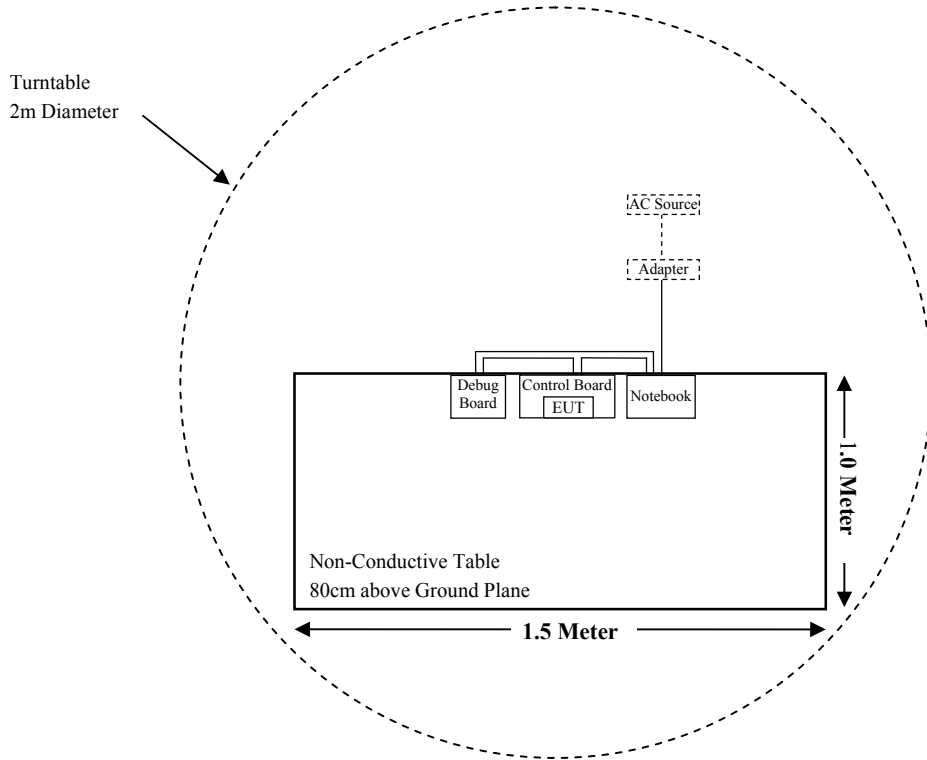 Turntable
2m Diameter
AC Source
Adapter
Debug
Board
Control Board
EUT
Notebook
1.0 Meter
Non-Conductive Table
80cm above Ground Plane
1.5 Meter